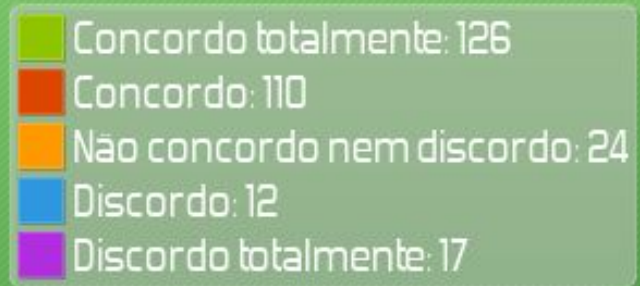 Concordo totalmente: 126
Concordo: 110
Não concordo nem discordo: 24
Discordo: 12
Discordo totalmente: 17